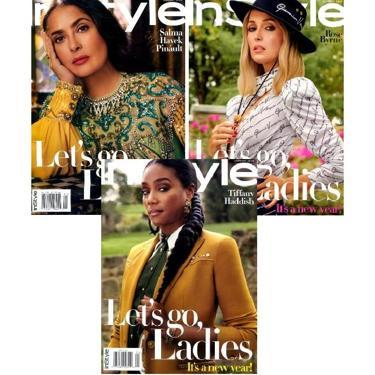 InStyle
Salma
Hayek
Pinault
Let's go,
InStyle
Rose
Byrne
Let's go,
Ladies
It's a new year!
InStyle
Tiffany
Haddish
Let's go,
Ladies
It's a new year!
InStyle